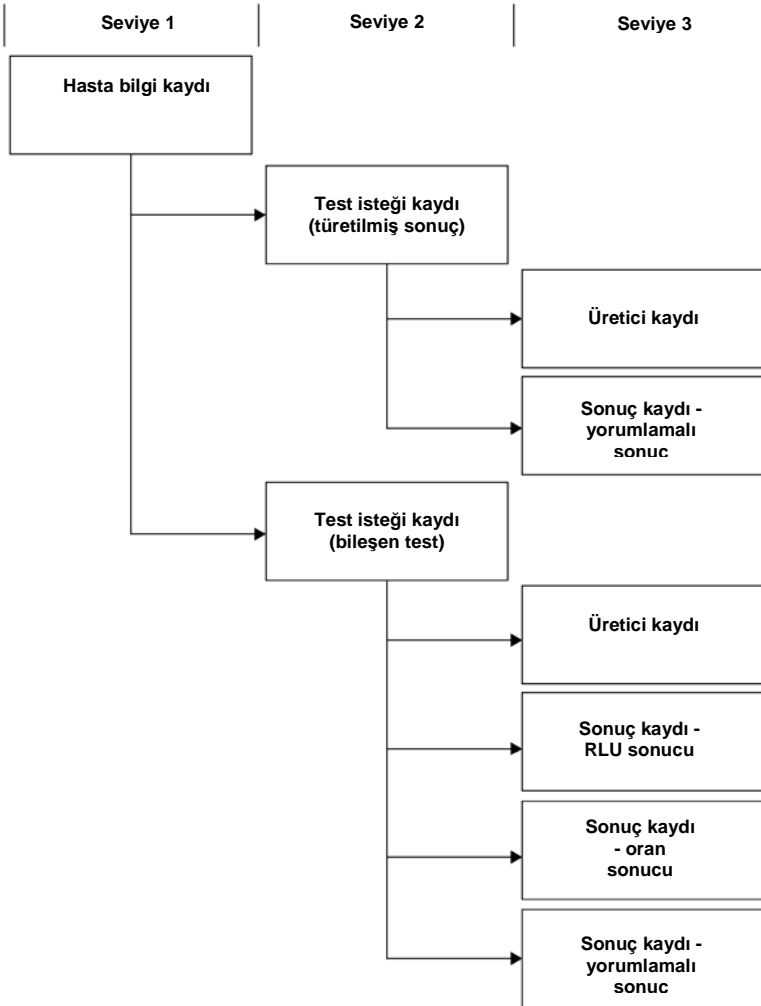 Seviye 1
Seviye 2
Seviye 3
Hasta bilgi kaydı
Test isteği kaydı
(türetilmiş sonuç)
Üretici kaydı
Sonuç kaydı -
yorumlamalı
sonuç
Test isteği kaydı
(bileşen test)
Üretici kaydı
Sonuç kaydı -
RLU sonucu
Sonuç kaydı
- oran
sonucu
Sonuç kaydı -
yorumlamalı
sonuç